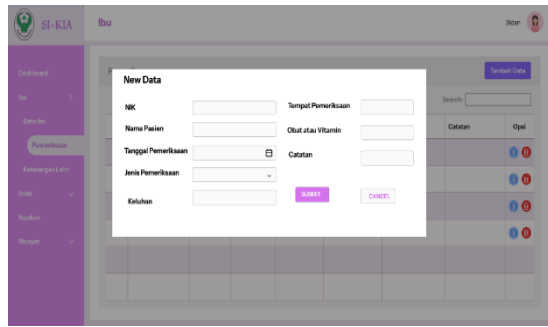 SI-KIA
Ibu
Bidan
Dashboard
Ibu
Data Ibu
Pemeriksaan
Keterangan Lahir
Anak
Rujukan
Riwayat
Tambah Data
Search:
Catatan
Opsi
New Data
NIK
Nama Pasien
Tanggal Pemeriksaan
Jenis Pemeriksaan
Keluhan
Tempat Pemeriksaan
Obat atau Vitamin
Catatan
SUBMIT
CANCEL